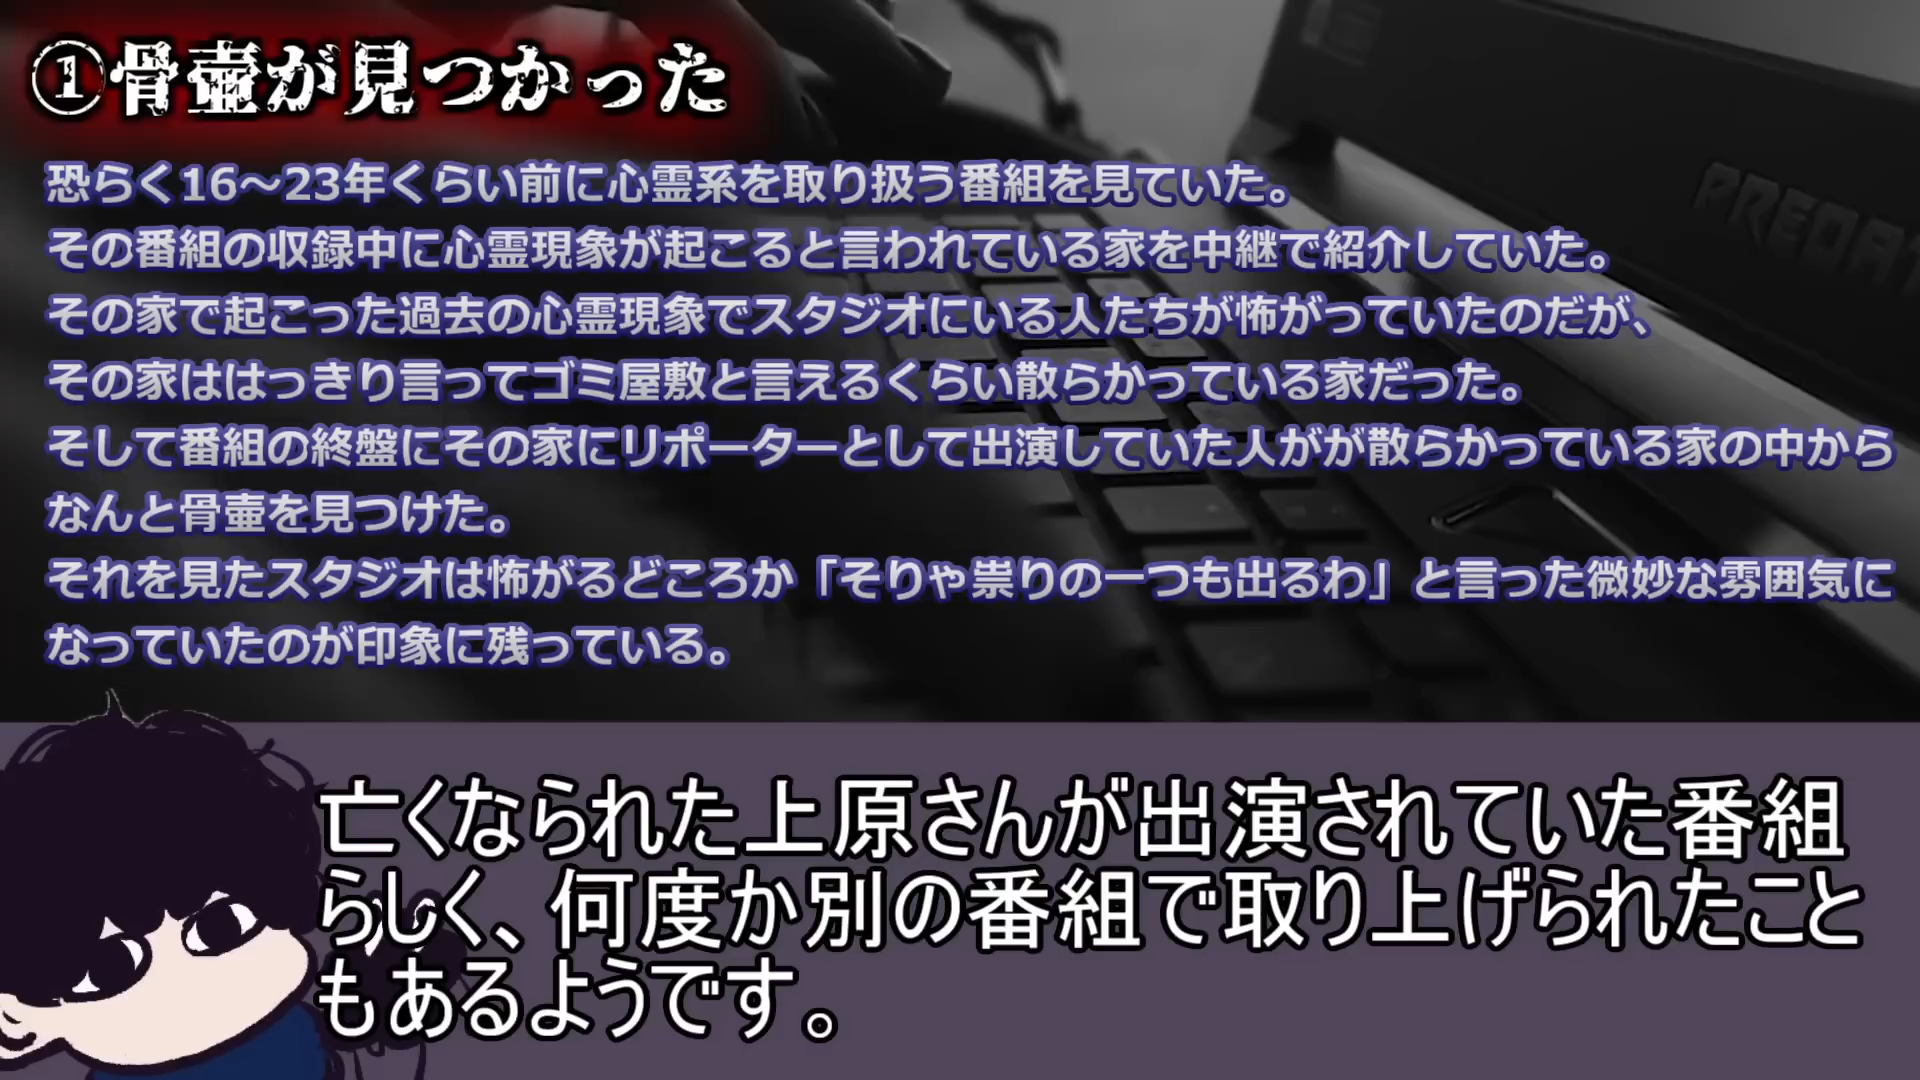 ①骨壺が見つかった
恐らく16～23年くらい前に心霊系を取り扱う番組を見ていた。
その番組の収録中に心霊現象が起こると言われている家を中継で紹介していた。
その家で起こった過去の心霊現象でスタジオにいる人たちが怖がっていたのだが、
その家ははっきり言ってゴミ屋敷と言えるくらい散らかっている家だった。
そして番組の終盤にその家にリポーターとして出演していた人がが散らかっている家の中から
なんと骨壷を見つけた。
それを見たスタジオは怖がるどころか「そりゃ祟りの一つも出るわ」と言った微妙な雰囲気に
なっていたのが印象に残っている。
亡くなられた上原さんが出演されていた番組
らしく、何度か別の番組で取り上げられたこと
もあるようです。